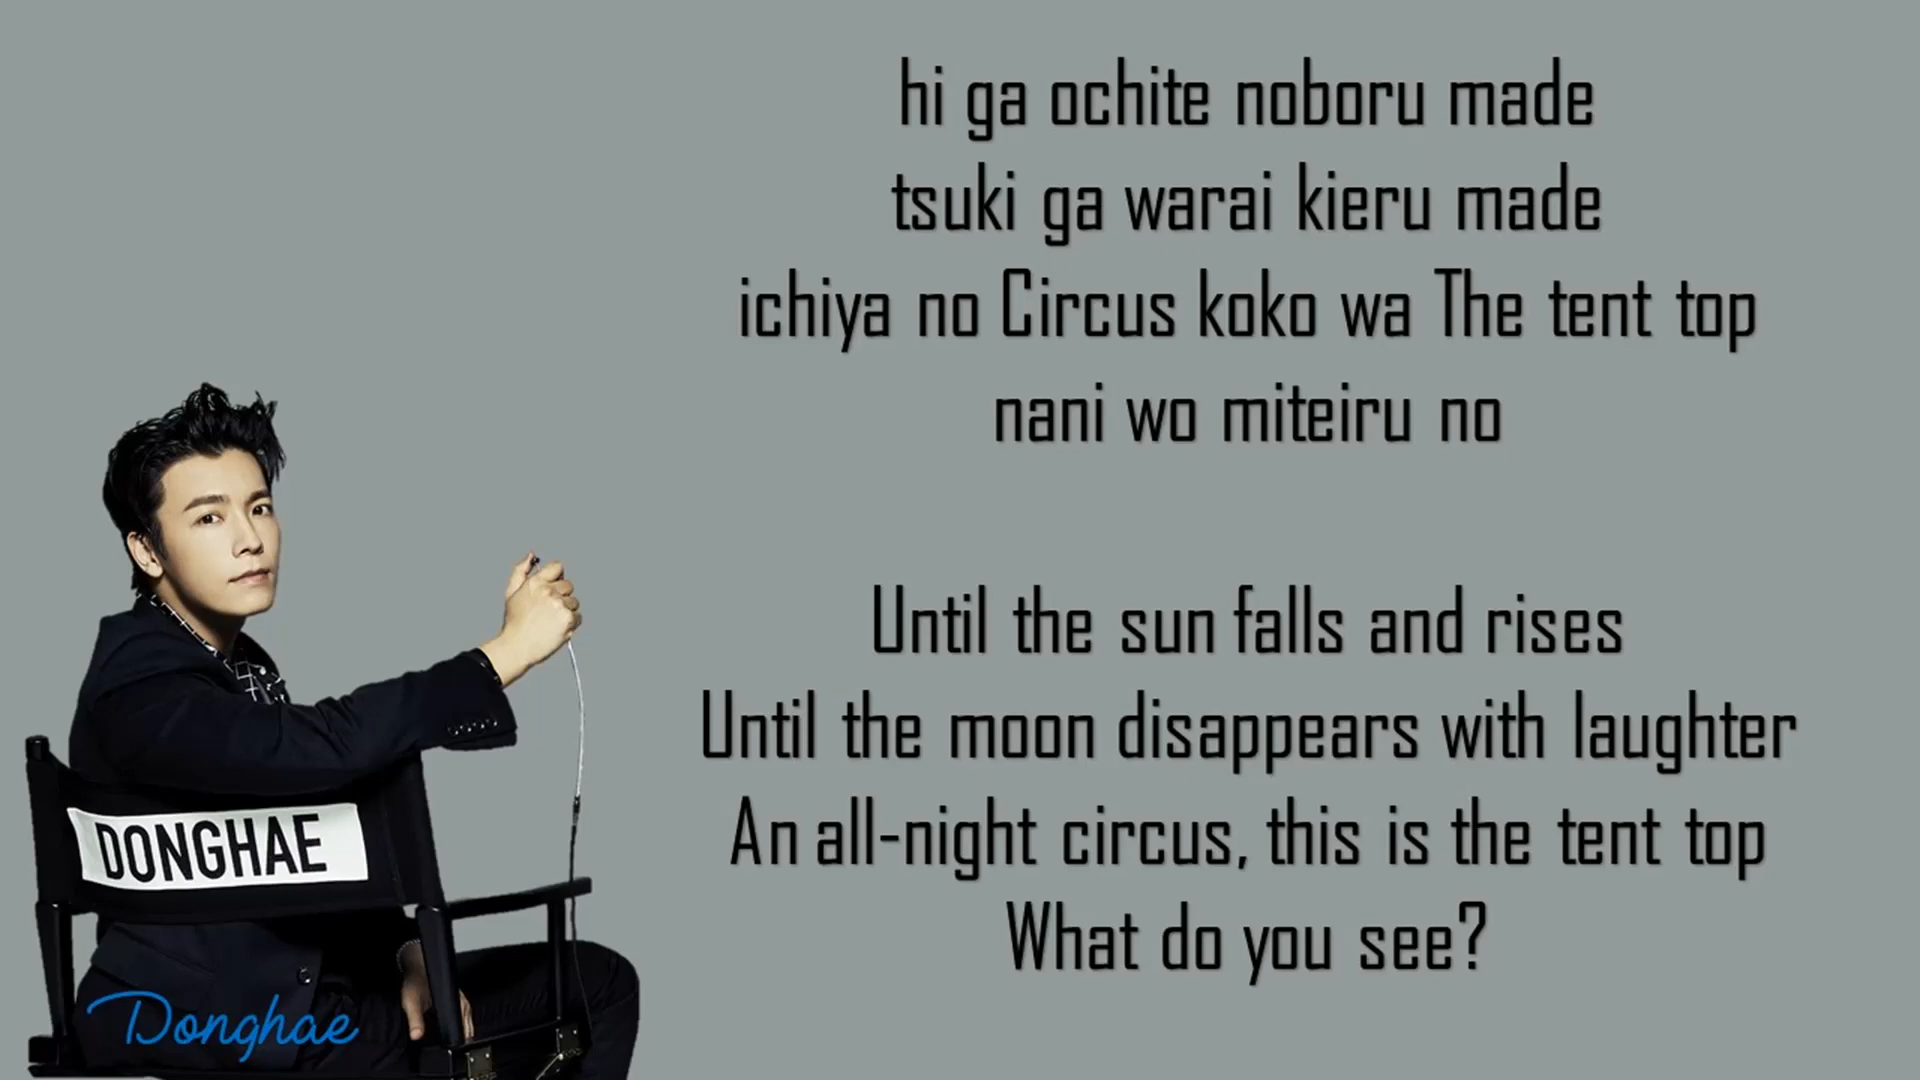 hi ga ochite noboru made
tsuki ga warai kieru made
ichiya no Circus koko wa The tent top
nani wo miteiru no
Until the sun falls and rises
Until the moon disappears with laughter
An all-night circus, this is the tent top
What do you see?
DONGHAE
Donghae